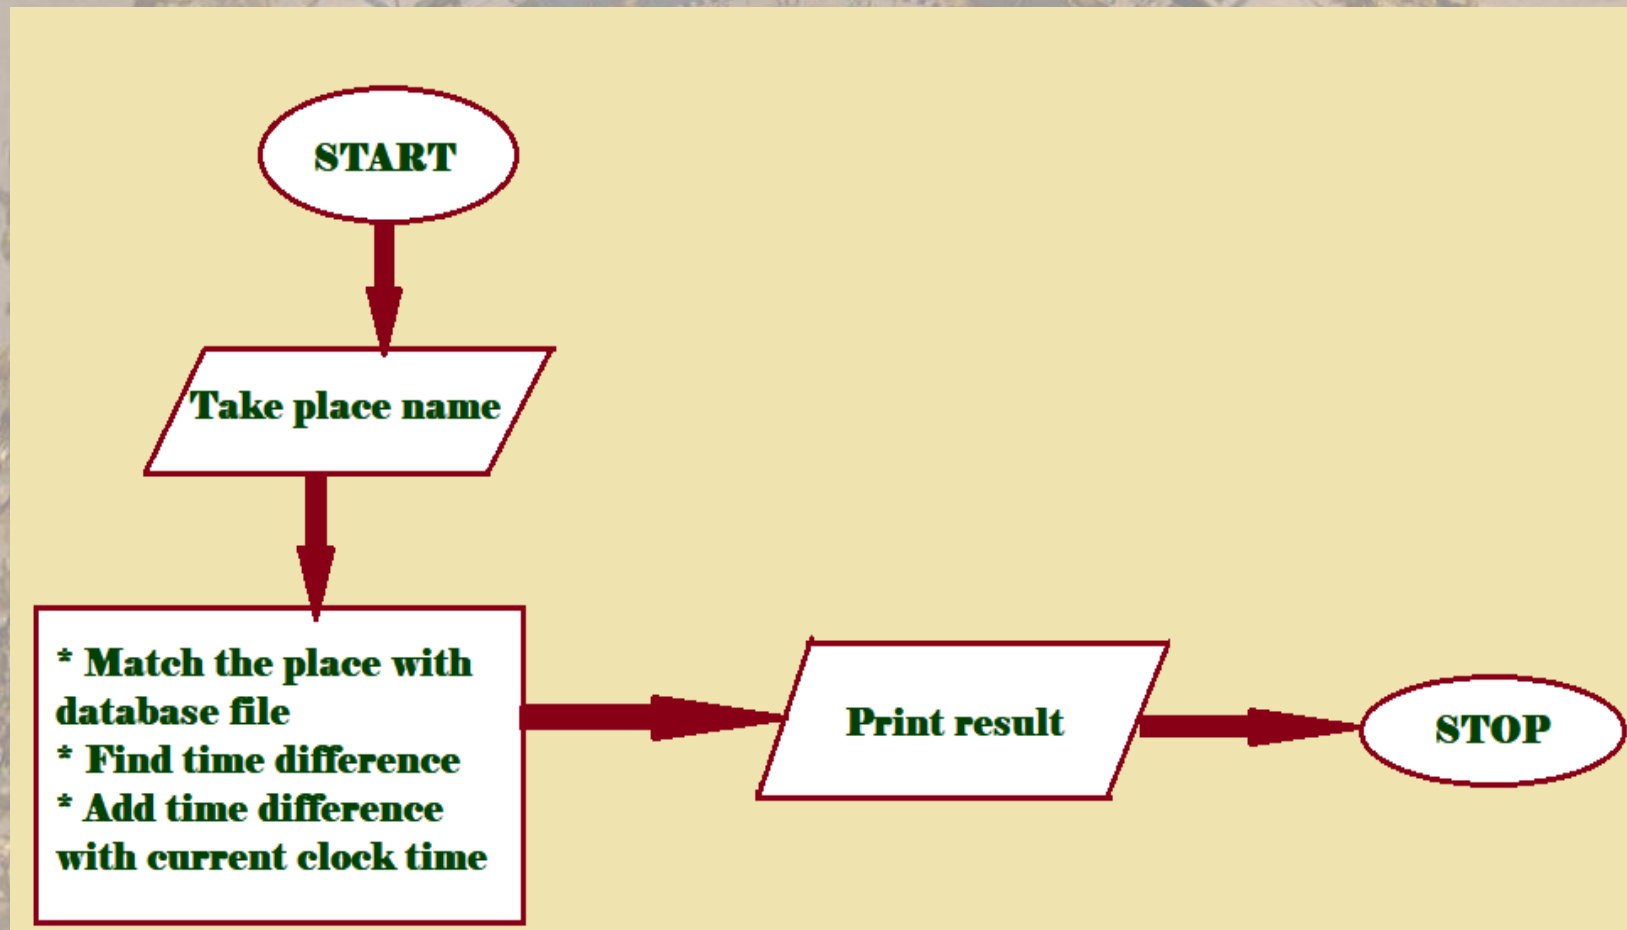 START
Take place name
* Match the place with
database file
* Find time difference
* Add time difference
with current clock time
Print result
STOP